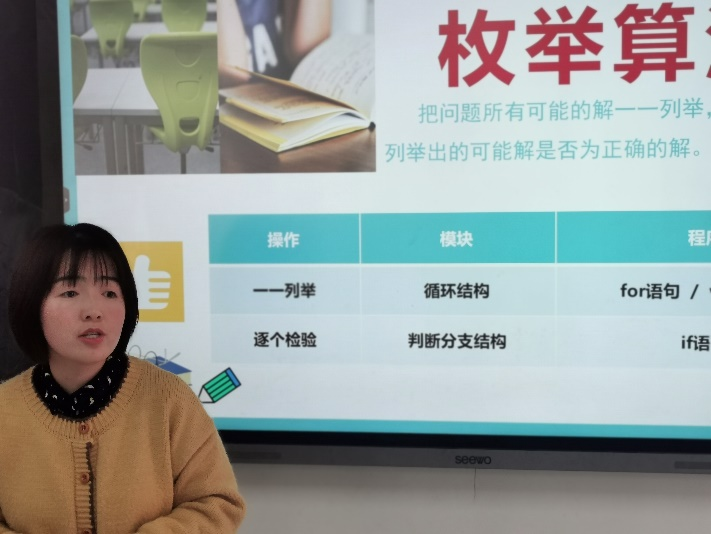 枚举算
把问题所有可能的解一一列举，
列举出的可能解是否为正确的解。
操作 模块 程
一一列举 循环结构 for语句 /
逐个检验 判断分支结构 if语
seewo